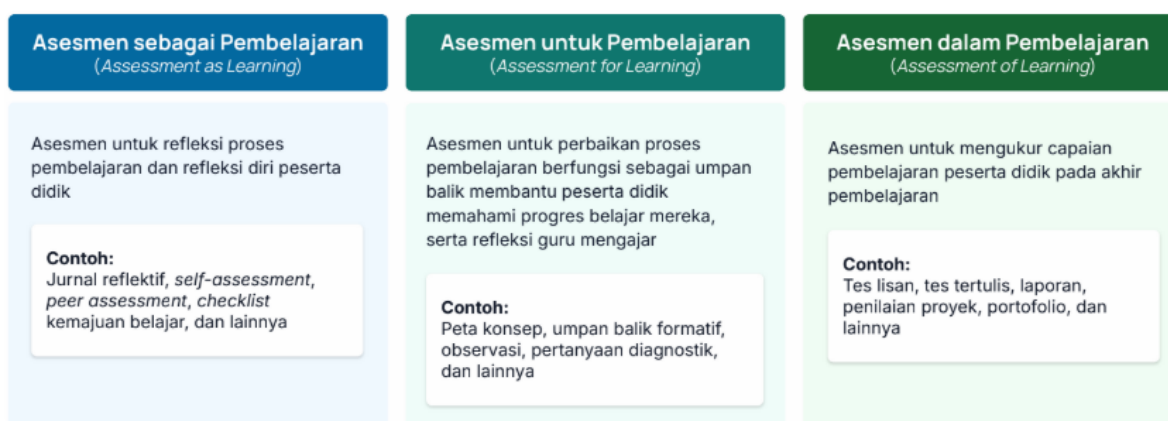 Asesmen sebagai Pembelajaran
(Assessment as Learning)
Asesmen untuk refleksi proses
pembelajaran dan refleksi diri peserta
didik
Contoh:
Jurnal reflektif, self-assessment,
peer assessment, checklist
kemajuan belajar, dan lainnya
Asesmen untuk Pembelajaran
(Assessment for Learning)
Asesmen untuk perbaikan proses
pembelajaran berfungsi sebagai umpan
balik membantu peserta didik
memahami progres belajar mereka,
serta refleksi guru mengajar
Contoh:
Peta konsep, umpan balik formatif,
observasi, pertanyaan diagnostik,
dan lainnya
Asesmen dalam Pembelajaran
(Assessment of Learning)
Asesmen untuk mengukur capaian
pembelajaran peserta didik pada akhir
pembelajaran
Contoh:
Tes lisan, tes tertulis, laporan,
penilaian proyek, portofolio, dan
lainnya